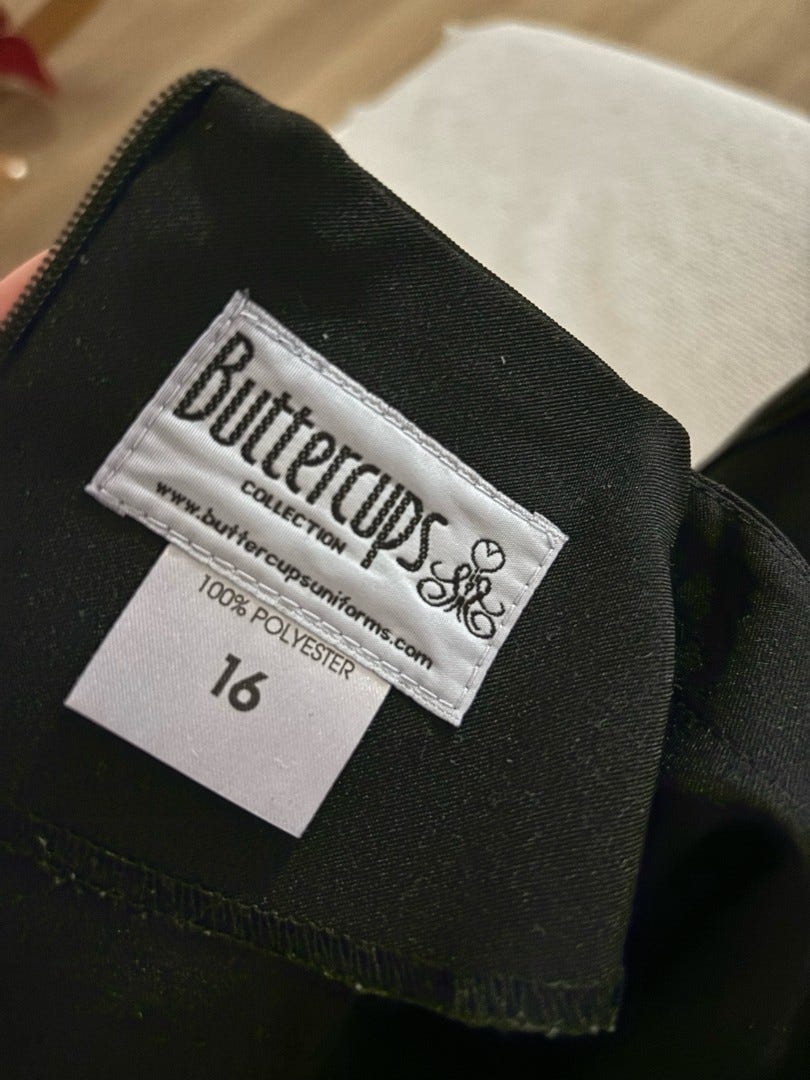 Buttercups
COLLECTION
www.buttercupsuniforms.com
100% POLYESTER
16